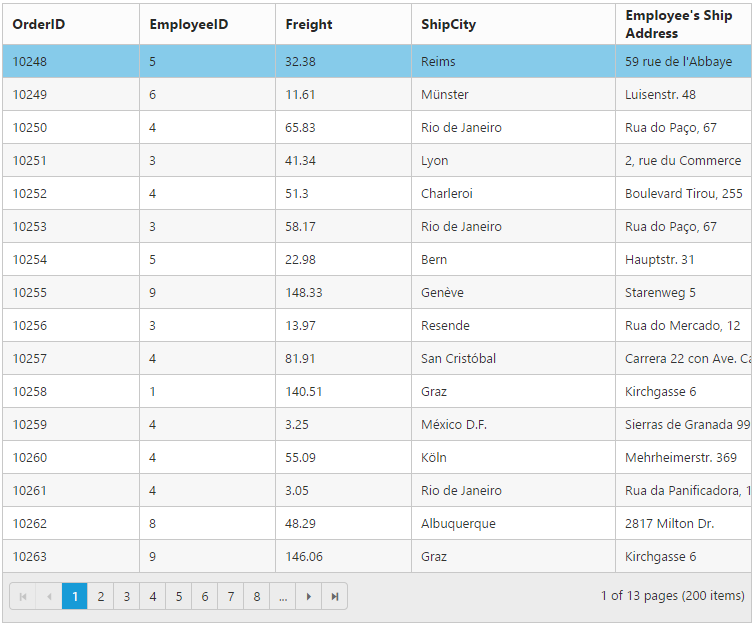 OrderID EmployeeID Freight ShipCity Employee's Ship Address
10248 5 32.38 Reims 59 rue de l'Abbaye
10249 6 11.61 Münster Luisenstr. 48
10250 4 65.83 Rio de Janeiro Rua do Paço, 67
10251 3 41.34 Lyon 2, rue du Commerce
10252 4 51.3 Charleroi Boulevard Tirou, 255
10253 3 58.17 Rio de Janeiro Rua do Paço, 67
10254 5 22.98 Bern Hauptstr. 31
10255 9 148.33 Genève Starenweg 5
10256 3 13.97 Resende Rua do Mercado, 12
10257 4 81.91 San Cristóbal Carrera 22 con Ave.
10258 1 140.51 Graz Kirchgasse 6
10259 4 3.25 México D.F. Sierras de Granada 99
10260 4 55.09 Köln Mehrheimerstr. 369
10261 4 3.05 Rio de Janeiro Rua da Panificadora,
10262 8 48.29 Albuquerque 2817 Milton Dr.
10263 9 146.06 Graz Kirchgasse 6
1 2 3 4 5 6 7 8 ... 1 of 13 pages (200 items)